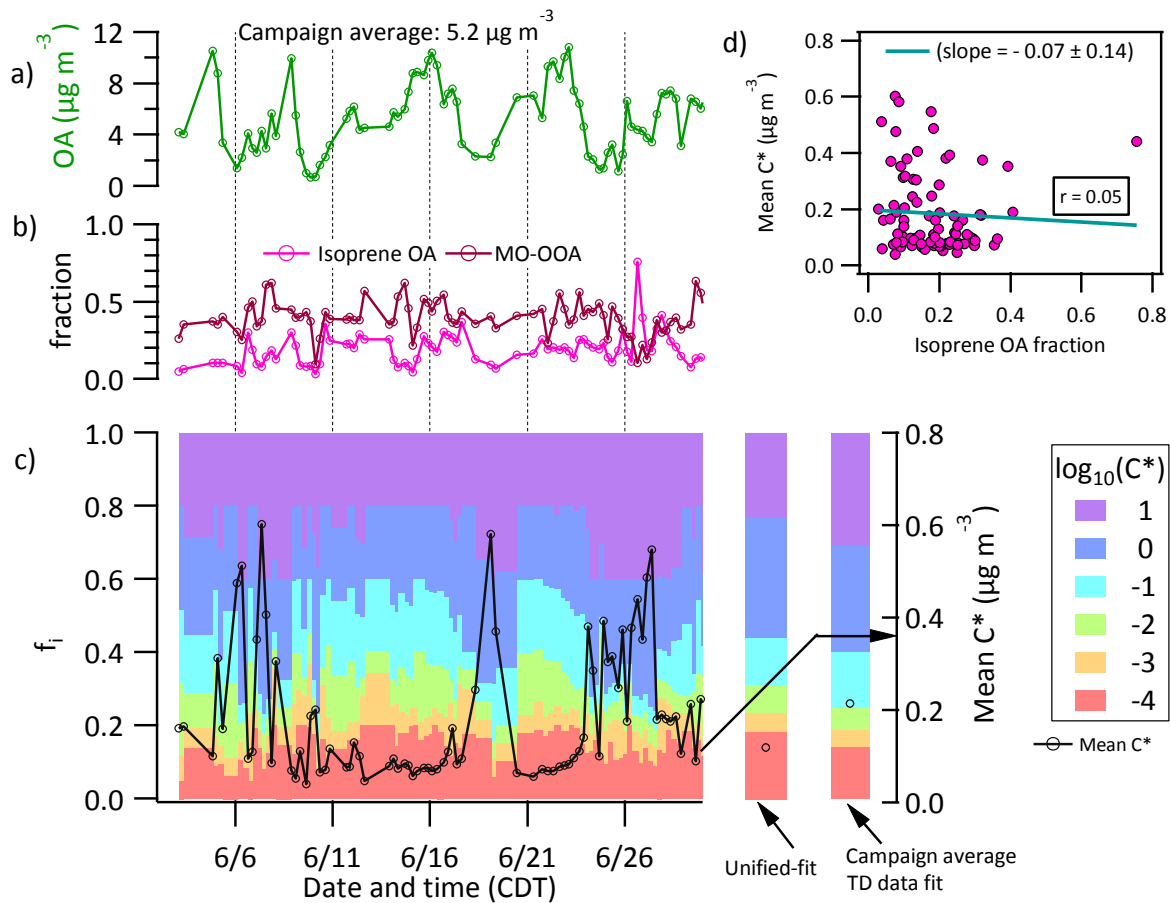 Campaign average: 5.2 µg m⁻³
a)
OA (µg m⁻³)
12
8
4
0
b)
fraction
1.0
0.5
0.0
Isoprene OA
MO-OOA
d)
Mean C* (µg m⁻³)
0.8
0.6
0.4
0.2
0.0
(slope = - 0.07 ± 0.14)
r = 0.05
0.0 0.2 0.4 0.6 0.8
Isoprene OA fraction
c)
fᵢ
1.0
0.8
0.6
0.4
0.2
0.0
6/6 6/11 6/16 6/21 6/26
Date and time (CDT)
0.8
0.6
0.4
0.2
0.0
Mean C* (µg m⁻³)
Unified-fit
Campaign average
TD data fit
log₁₀(C*)
1
0
-1
-2
-3
-4
Mean C*